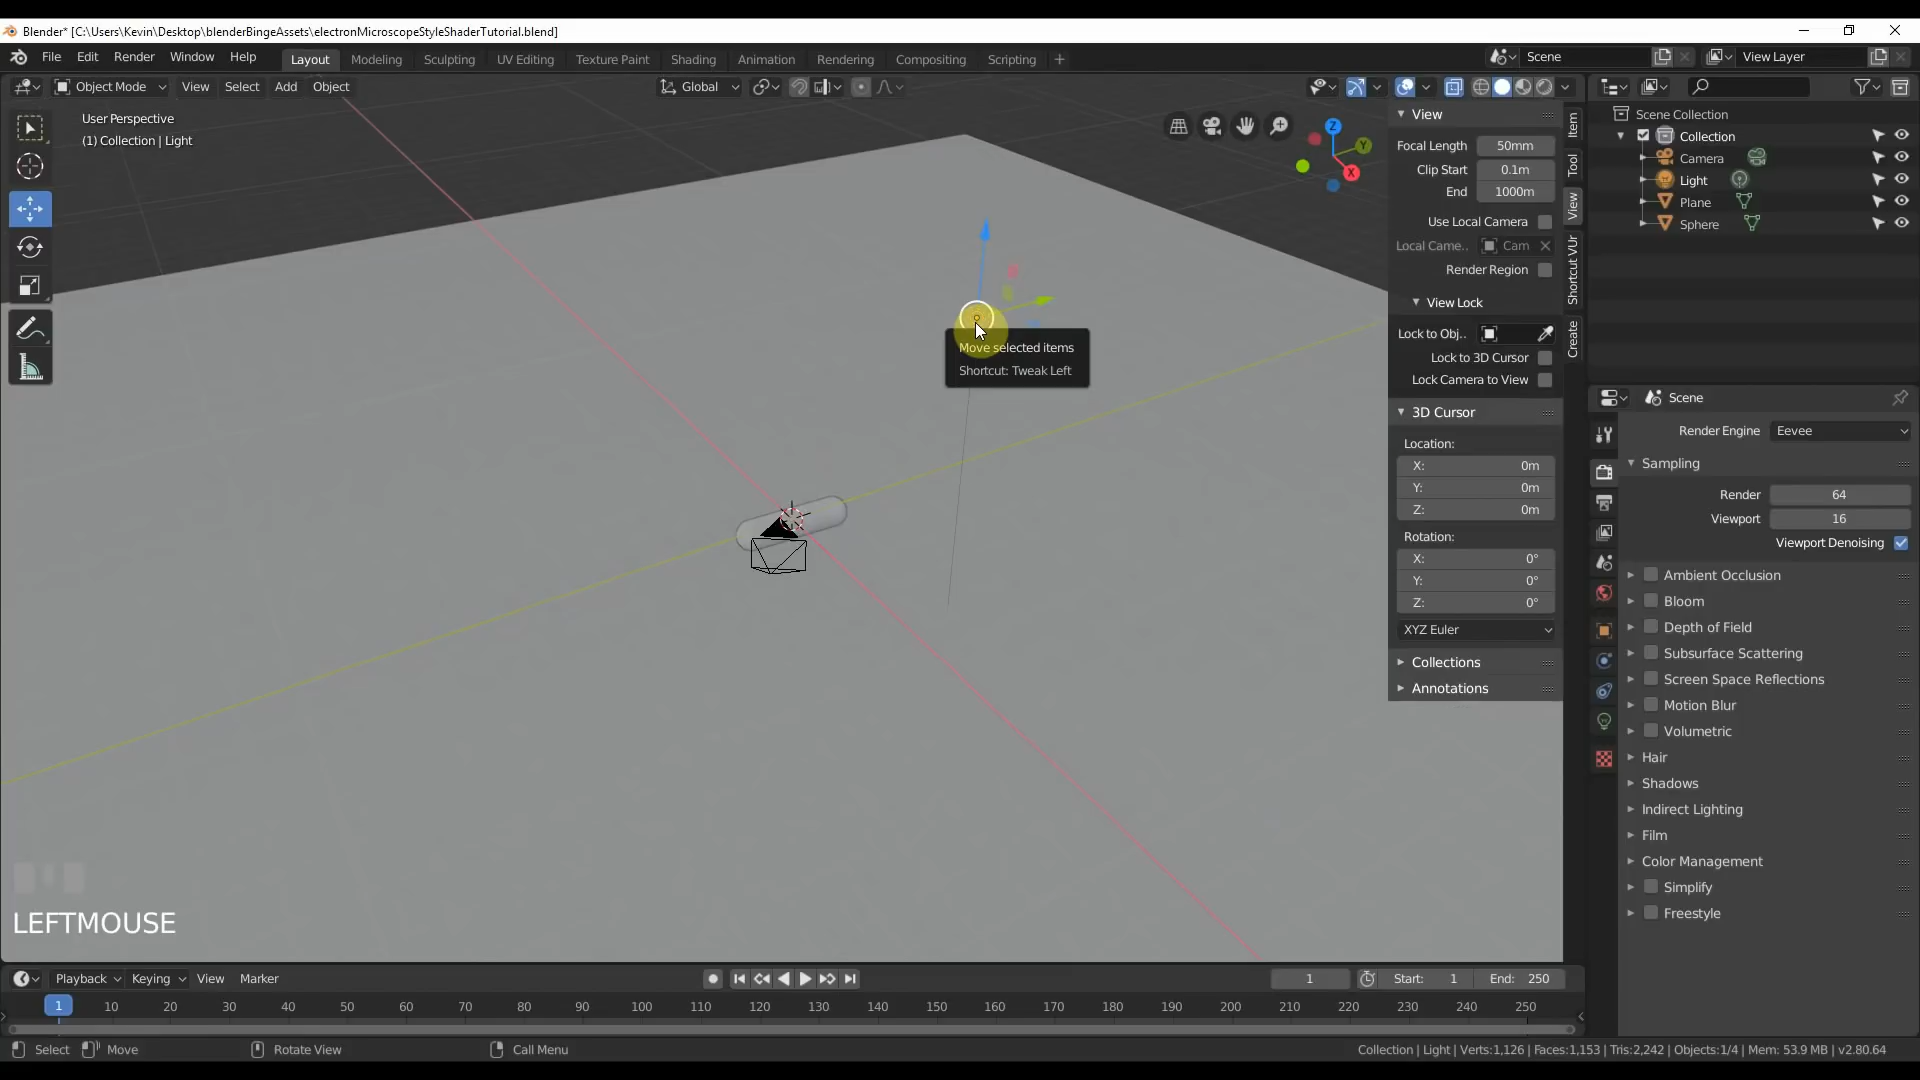 Blender* [C:\Users\Kevin\Desktop\blenderBingeAssets\electronMicroscopeStyleShaderTutorial.blend]
File Edit Render Window Help Layout Modeling Sculpting UV Editing Texture Paint Shading Animation Rendering Compositing Scripting + Scene View Layer
Object Mode View Select Add Object Global
User Perspective
(1) Collection | Light
Z
Y
X
View
Focal Length 50mm
Clip Start 0.1m
End 1000m
Use Local Camera
Local Came.. Cam
Render Region
View Lock
Lock to Obj..
Lock to 3D Cursor
Lock Camera to View
3D Cursor
Location:
X: 0m
Y: 0m
Z: 0m
Rotation:
X: 0°
Y: 0°
Z: 0°
XYZ Euler
Collections
Annotations
Item
Tool
View
Shortcut VUr
Create
Scene Collection
Collection
Camera
Light
Plane
Sphere
Scene
Render Engine Eevee
Sampling
Render 64
Viewport 16
Viewport Denoising
Ambient Occlusion
Bloom
Depth of Field
Subsurface Scattering
Screen Space Reflections
Motion Blur
Volumetric
Hair
Shadows
Indirect Lighting
Film
Color Management
Simplify
Freestyle
Move selected items
Shortcut: Tweak Left
LEFTMOUSE
Playback Keying View Marker 1 Start: 1 End: 250
1 10 20 30 40 50 60 70 80 90 100 110 120 130 140 150 160 170 180 190 200 210 220 230 240 250
Select Move Rotate View Call Menu Collection | Light | Verts:1,126 | Faces:1,153 | Tris:2,242 | Objects:1/4 | Mem: 53.9 MB | v2.80.64